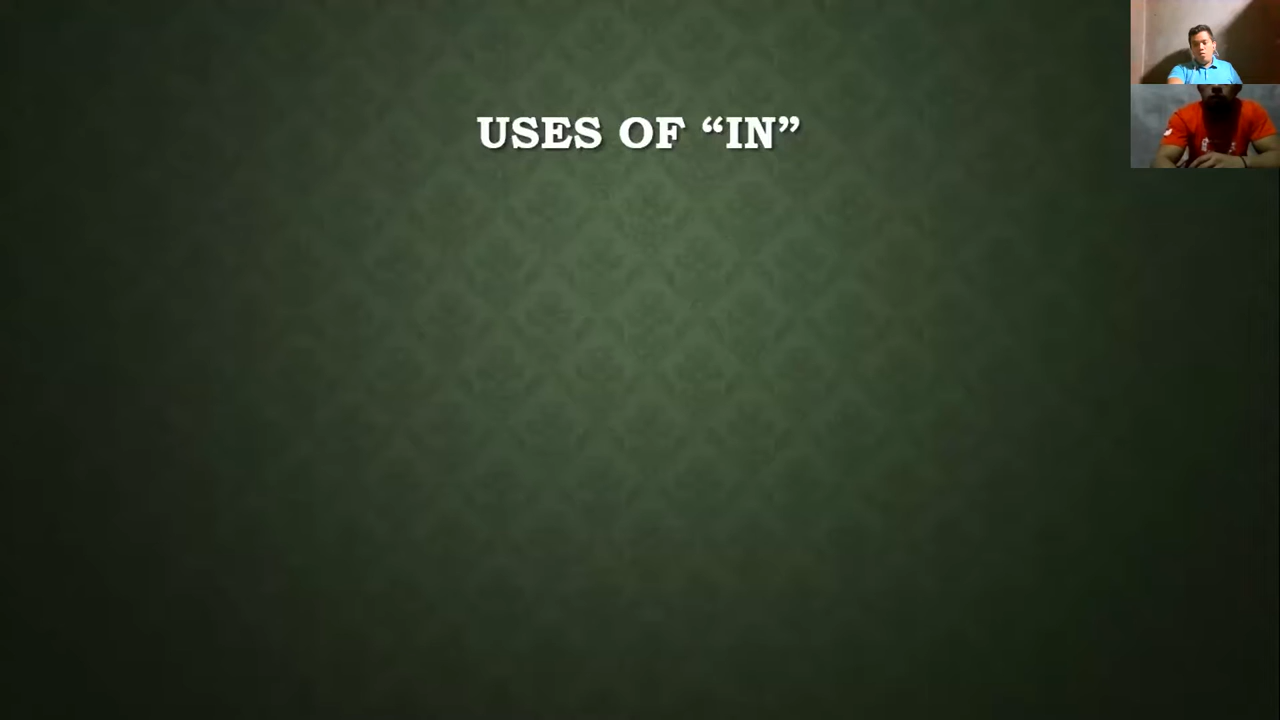 USES OF “IN”